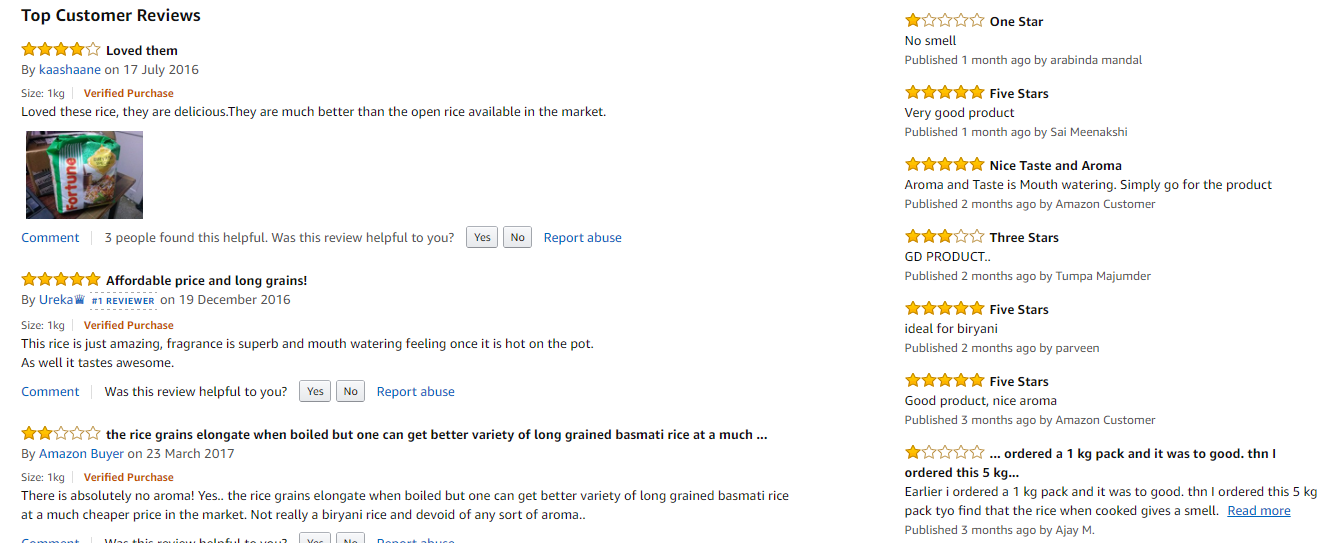 Top Customer Reviews
Loved them
By kaashaane on 17 July 2016
Size: 1kg Verified Purchase
Loved these rice, they are delicious.They are much better than the open rice available in the market.
Fortune
Comment 3 people found this helpful. Was this review helpful to you? Yes No Report abuse
Affordable price and long grains!
By Ureka #1 REVIEWER on 19 December 2016
Size: 1kg Verified Purchase
This rice is just amazing, fragrance is superb and mouth watering feeling once it is hot on the pot.
As well it tastes awesome.
Comment Was this review helpful to you? Yes No Report abuse
the rice grains elongate when boiled but one can get better variety of long grained basmati rice at a much ...
By Amazon Buyer on 23 March 2017
Size: 1kg Verified Purchase
There is absolutely no aroma! Yes.. the rice grains elongate when boiled but one can get better variety of long grained basmati rice
at a much cheaper price in the market. Not really a biryani rice and devoid of any sort of aroma..
Comment Was this review helpful to you? Yes No Report abuse
One Star
No smell
Published 1 month ago by arabinda mandal
Five Stars
Very good product
Published 1 month ago by Sai Meenakshi
Nice Taste and Aroma
Aroma and Taste is Mouth watering. Simply go for the product
Published 2 months ago by Amazon Customer
Three Stars
GD PRODUCT..
Published 2 months ago by Tumpa Majumder
Five Stars
ideal for biryani
Published 2 months ago by parveen
Five Stars
Good product, nice aroma
Published 3 months ago by Amazon Customer
... ordered a 1 kg pack and it was to good. thn I
ordered this 5 kg...
Earlier i ordered a 1 kg pack and it was to good. thn I ordered this 5 kg
pack tyo find that the rice when cooked gives a smell. Read more
Published 3 months ago by Ajay M.